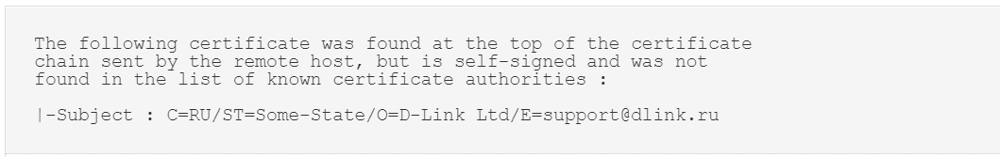 The following certificate was found at the top of the certificate
chain sent by the remote host, but is self-signed and was not
found in the list of known certificate authorities :
|-Subject : C=RU/ST=Some-State/O=D-Link Ltd/E=support@dlink.ru